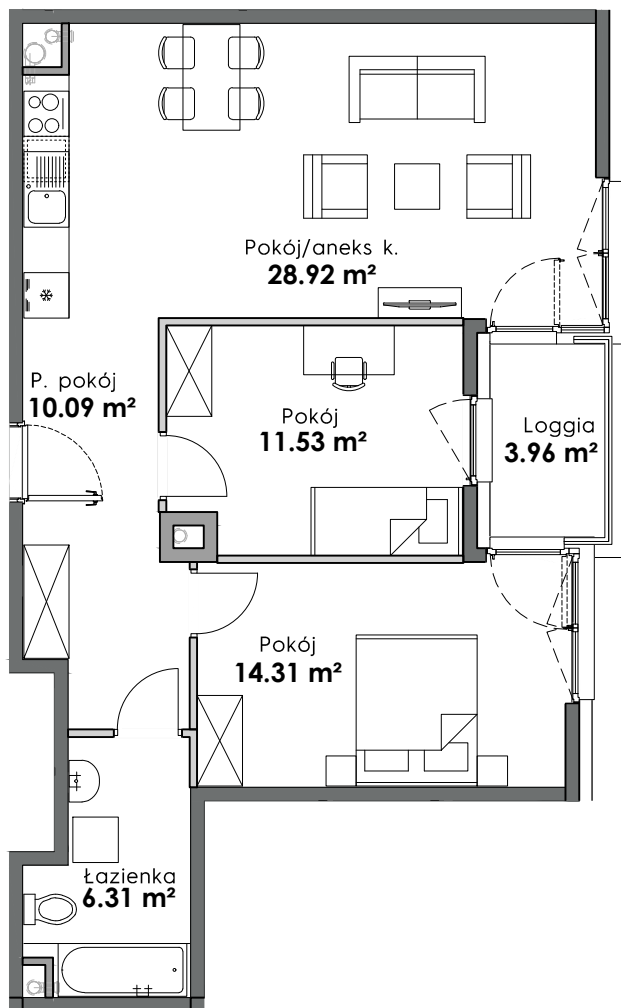 Pokój/aneks k.
28.92 m²
P. pokój
10.09 m²
Pokój
11.53 m²
Loggia
3.96 m²
Pokój
14.31 m²
Łazienka
6.31 m²